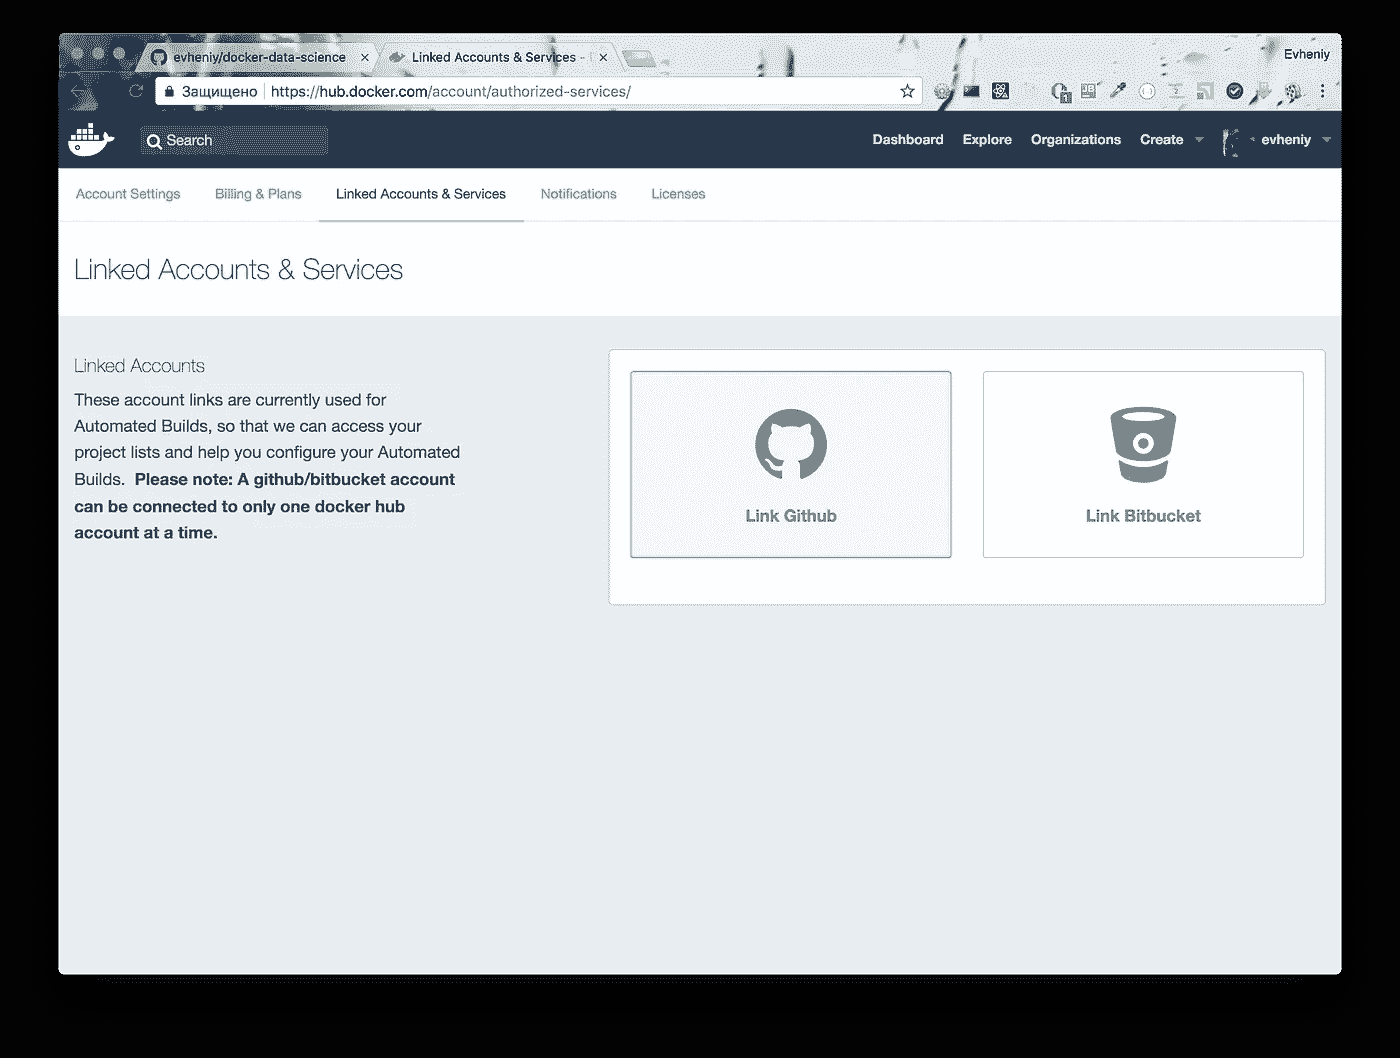 evheniy/docker-data-science
Linked Accounts & Services -
Evheniy
Защищено
https://hub.docker.com/account/authorized-services/
Search
Dashboard
Explore
Organizations
Create
evheniy
Account Settings
Billing & Plans
Linked Accounts & Services
Notifications
Licenses
Linked Accounts & Services
Linked Accounts
These account links are currently used for
Automated Builds, so that we can access your
project lists and help you configure your Automated
Builds. Please note: A github/bitbucket account
can be connected to only one docker hub
account at a time.
Link Github
Link Bitbucket